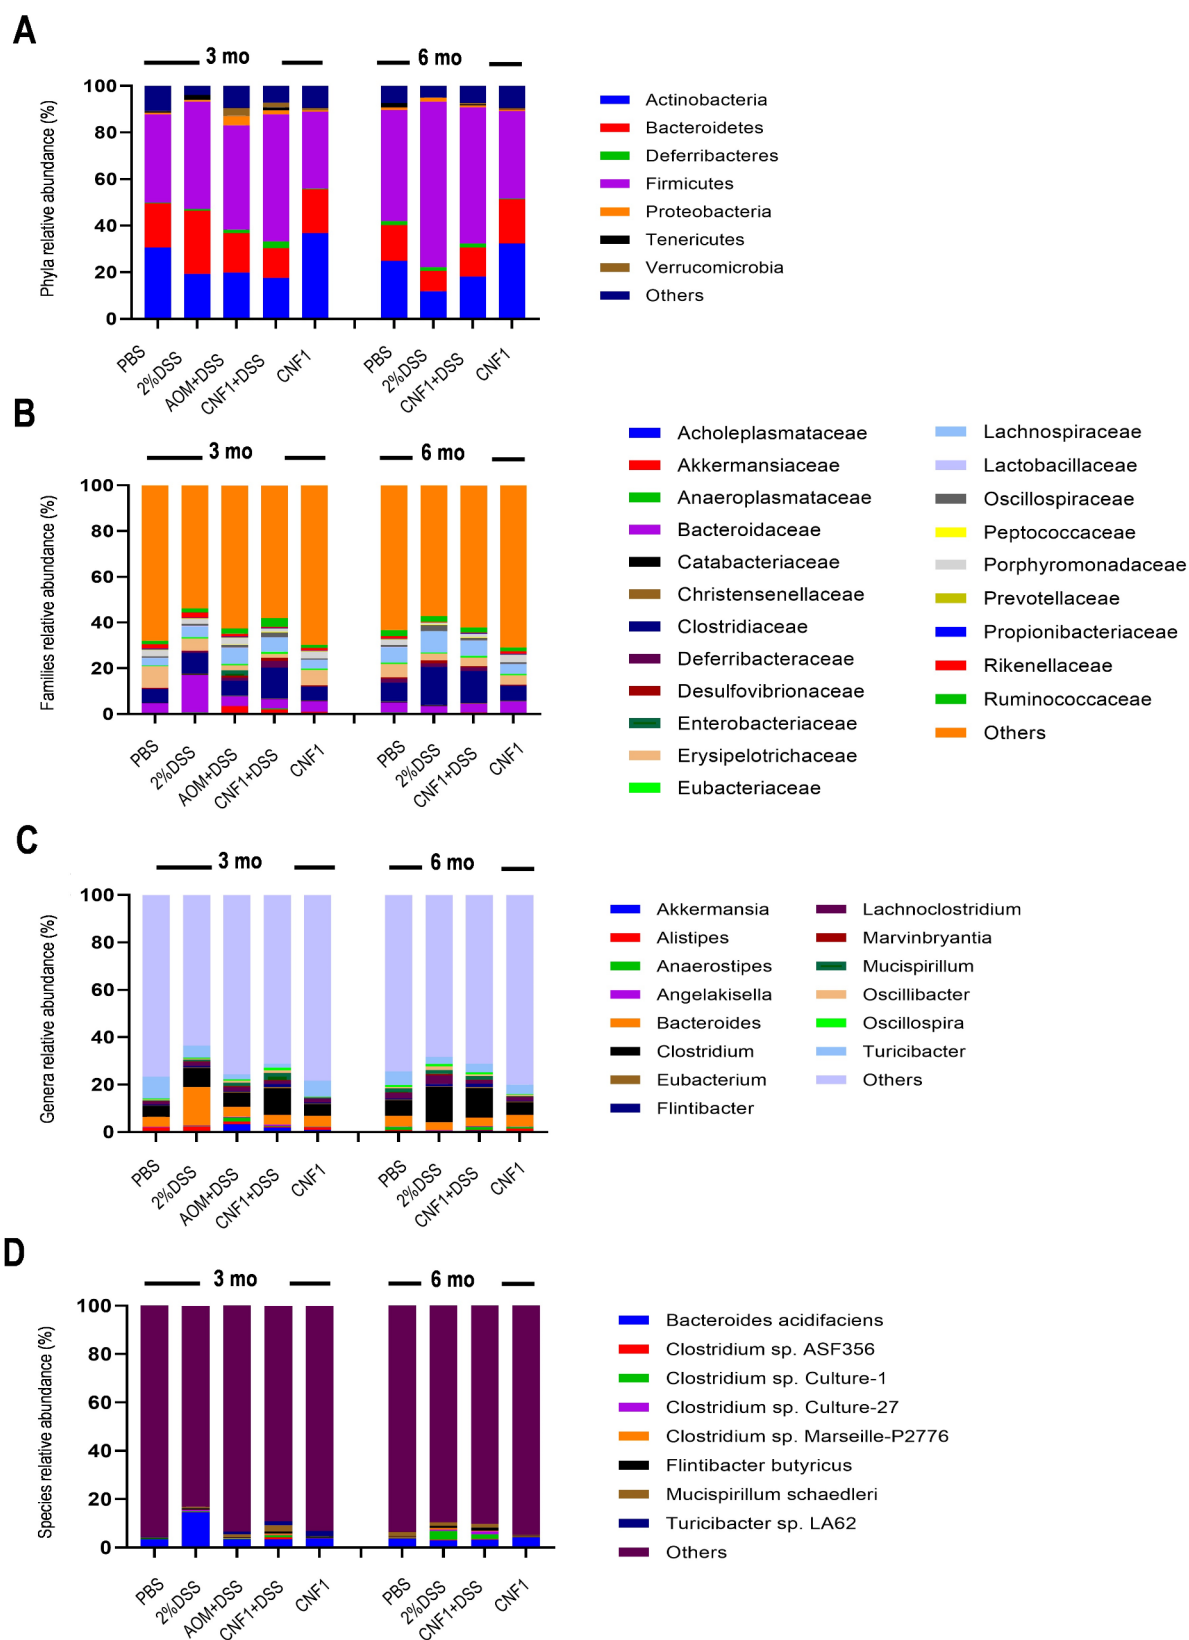 A
3 mo
6 mo
Phyla relative abundance (%)
100
80
60
40
20
0
PBS
2%DSS
AOM+DSS
CNF1+DSS
CNF1
PBS
2%DSS
CNF1+DSS
CNF1
Actinobacteria
Bacteroidetes
Deferribacteres
Firmicutes
Proteobacteria
Tenericutes
Verrucomicrobia
Others
B
3 mo
6 mo
Families relative abundance (%)
100
80
60
40
20
0
PBS
2%DSS
AOM+DSS
CNF1+DSS
CNF1
PBS
2%DSS
CNF1+DSS
CNF1
Acholeplasmataceae
Akkermansiaceae
Anaeroplasmataceae
Bacteroidaceae
Catabacteriaceae
Christensenellaceae
Clostridiaceae
Deferribacteraceae
Desulfovibrionaceae
Enterobacteriaceae
Erysipelotrichaceae
Eubacteriaceae
Lachnospiraceae
Lactobacillaceae
Oscillospiraceae
Peptococcaceae
Porphyromonadaceae
Prevotellaceae
Propionibacteriaceae
Rikenellaceae
Ruminococcaceae
Others
C
3 mo
6 mo
Genera relative abundance (%)
100
80
60
40
20
0
PBS
2%DSS
AOM+DSS
CNF1+DSS
CNF1
PBS
2%DSS
CNF1+DSS
CNF1
Akkermansia
Alistipes
Anaerostipes
Angelakisella
Bacteroides
Clostridium
Eubacterium
Flintibacter
Lachnoclostridium
Marvinbryantia
Mucispirillum
Oscillibacter
Oscillospira
Turicibacter
Others
D
3 mo
6 mo
Species relative abundance (%)
100
80
60
40
20
0
PBS
2%DSS
AOM+DSS
CNF1+DSS
CNF1
PBS
2%DSS
CNF1+DSS
CNF1
Bacteroides acidifaciens
Clostridium sp. ASF356
Clostridium sp. Culture-1
Clostridium sp. Culture-27
Clostridium sp. Marseille-P2776
Flintibacter butyricus
Mucispirillum schaedleri
Turicibacter sp. LA62
Others